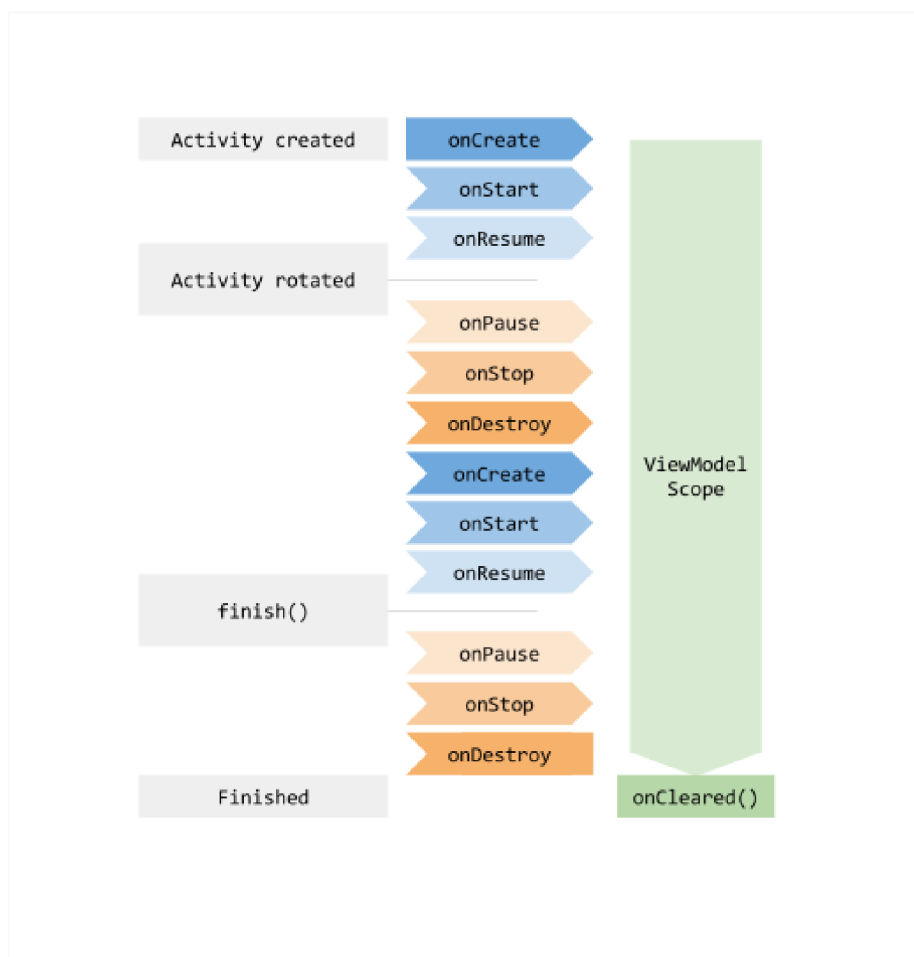 Activity created
onCreate
onStart
onResume
Activity rotated
onPause
onStop
onDestroy
onCreate
onStart
onResume
finish()
onPause
onStop
onDestroy
Finished
ViewModel
Scope
onCleared()